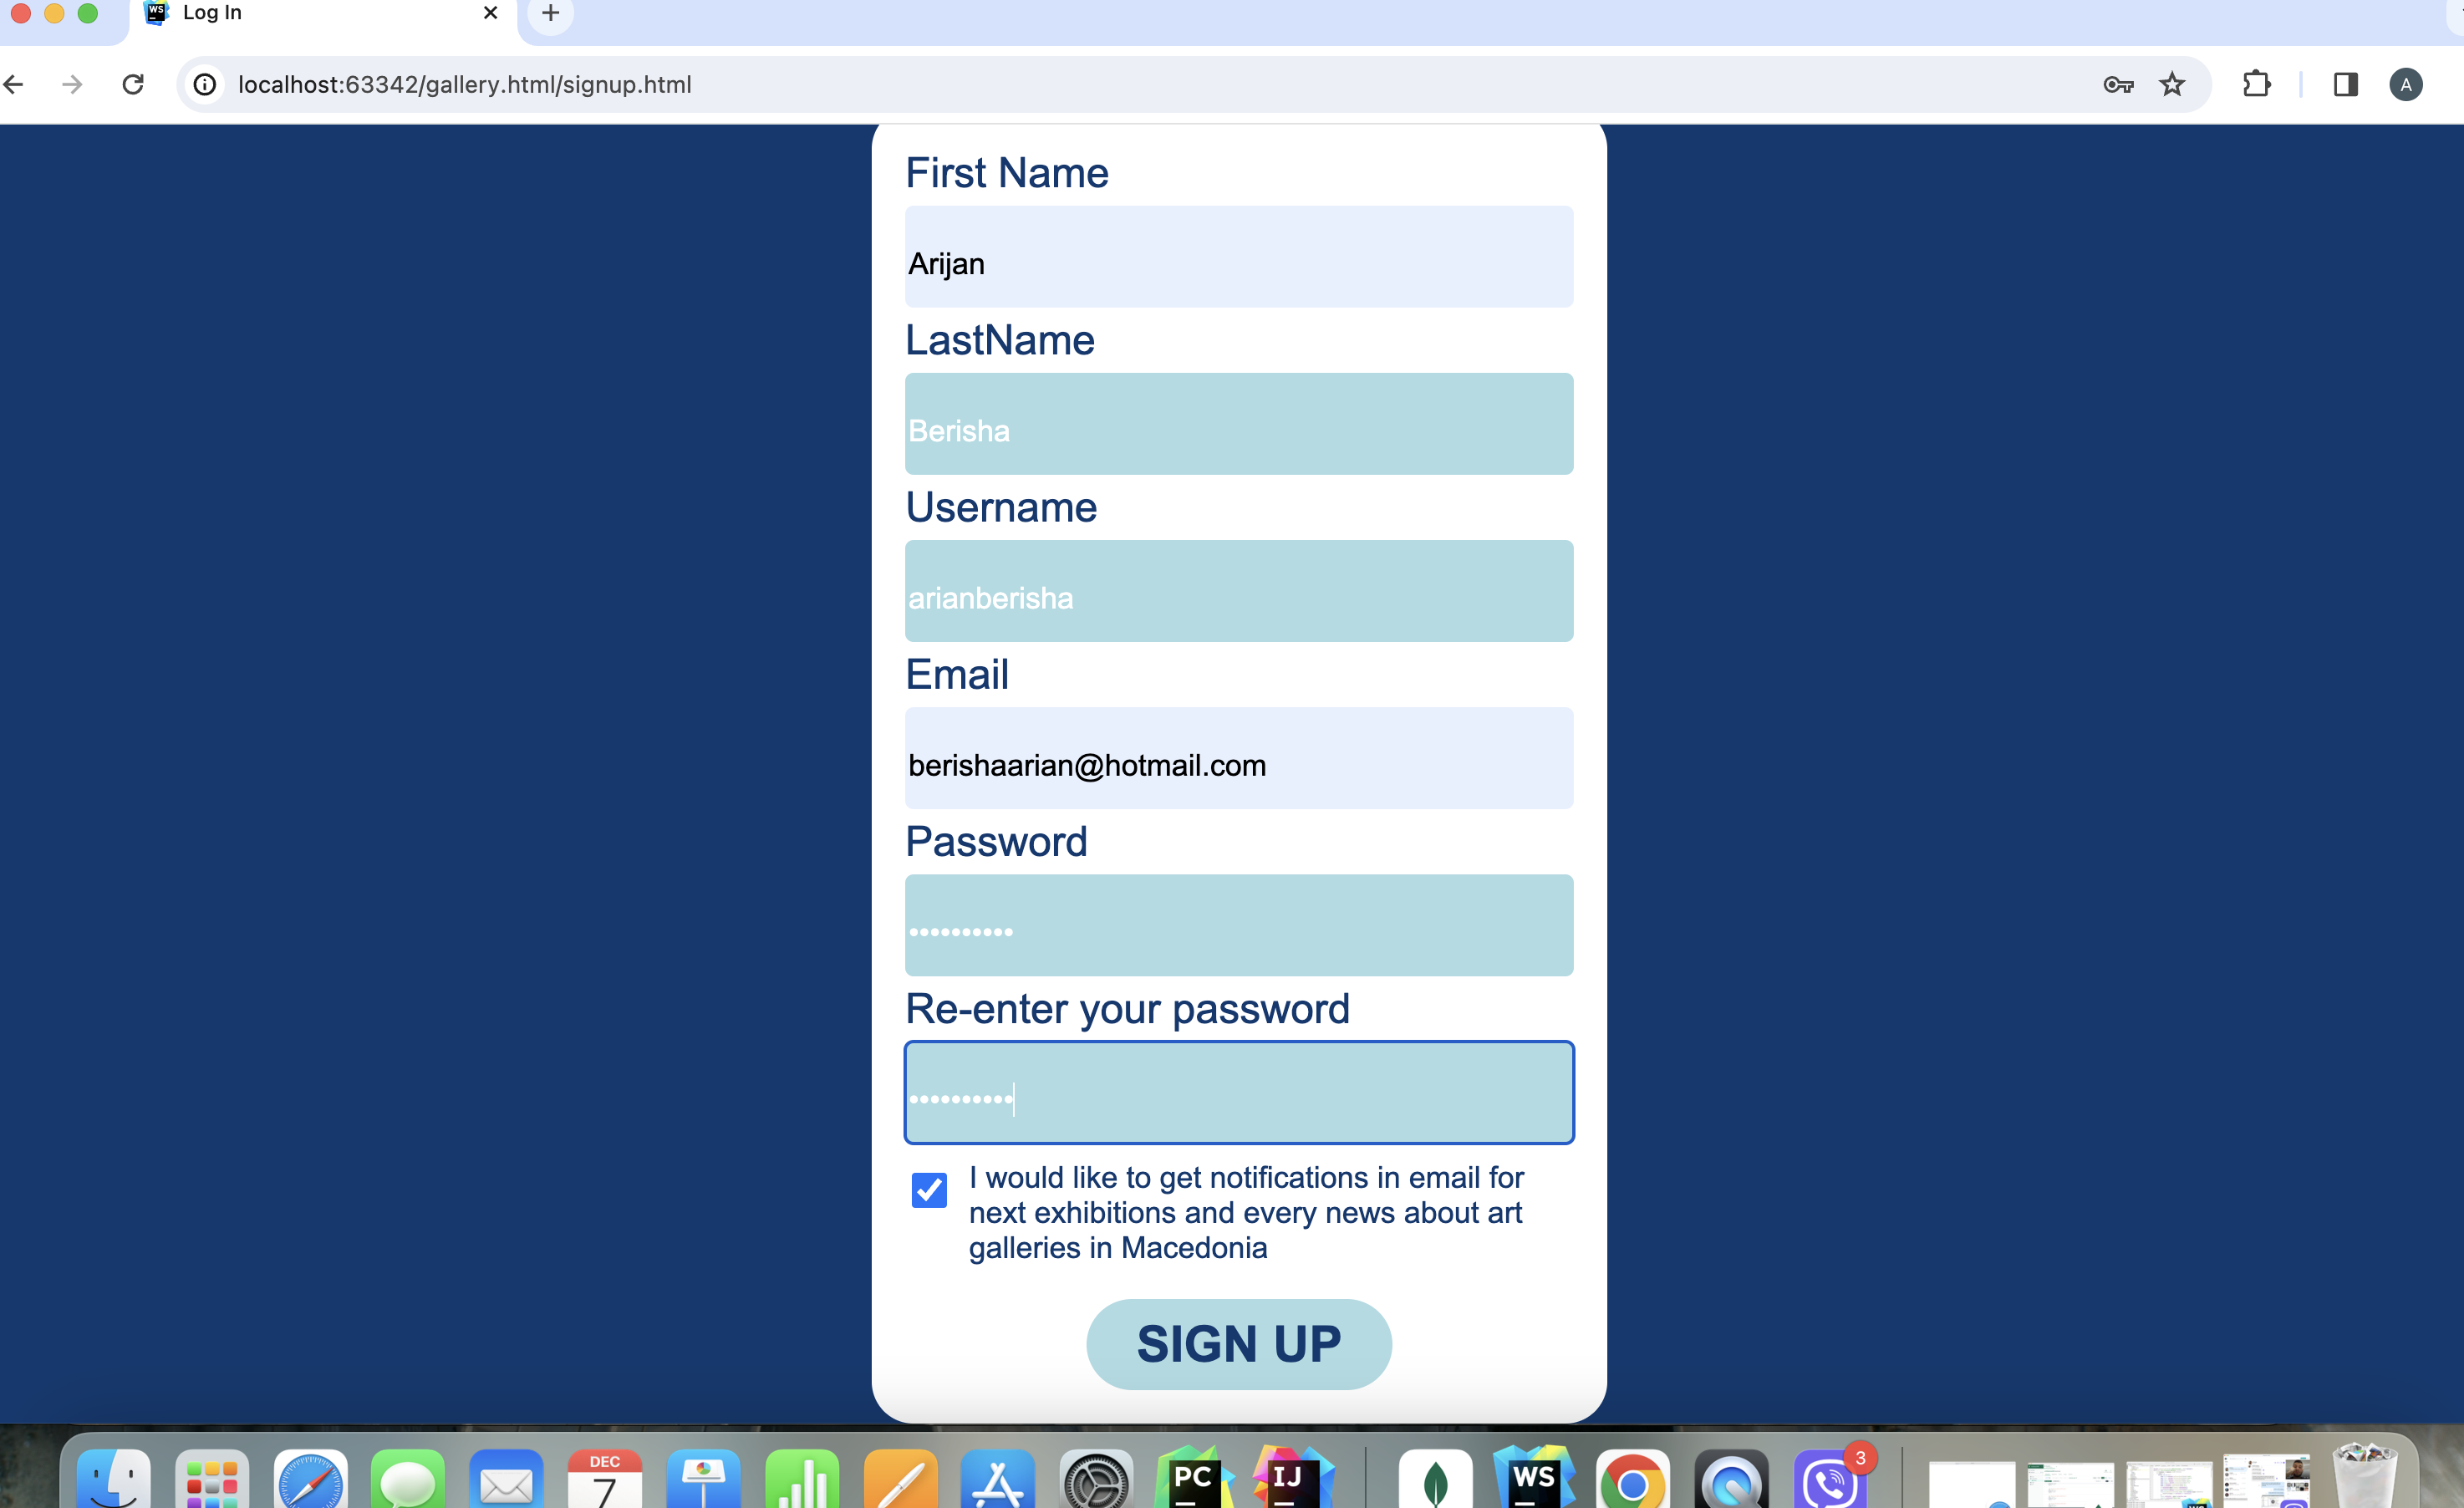 Log In
localhost:63342/gallery.html/signup.html
A
First Name
Arijan
LastName
Berisha
Username
arianberisha
Email
berishaarian@hotmail.com
Password
••••••••••
Re-enter your password
••••••••••
I would like to get notifications in email for
next exhibitions and every news about art
galleries in Macedonia
SIGN UP
DEC
7
PC
IJ
WS
3